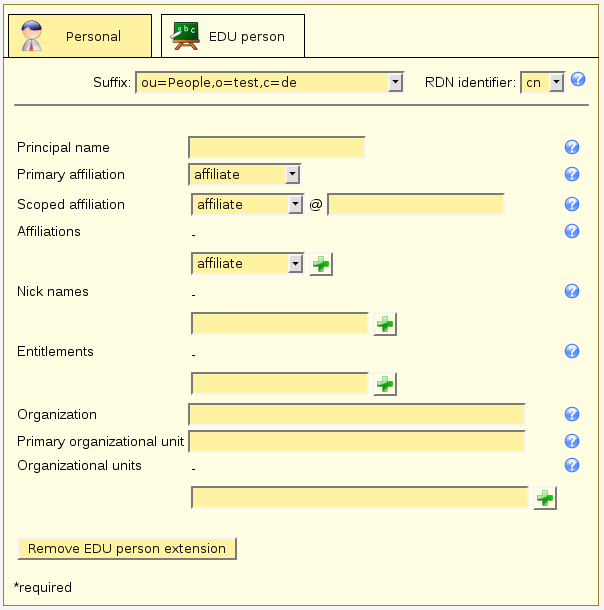 Personal
EDU person
Suffix: ou=People,o=test,c=de RDN identifier: cn
Principal name
Primary affiliation affiliate
Scoped affiliation affiliate @
Affiliations -
affiliate
Nick names -
Entitlements -
Organization
Primary organizational unit
Organizational units -
Remove EDU person extension
*required